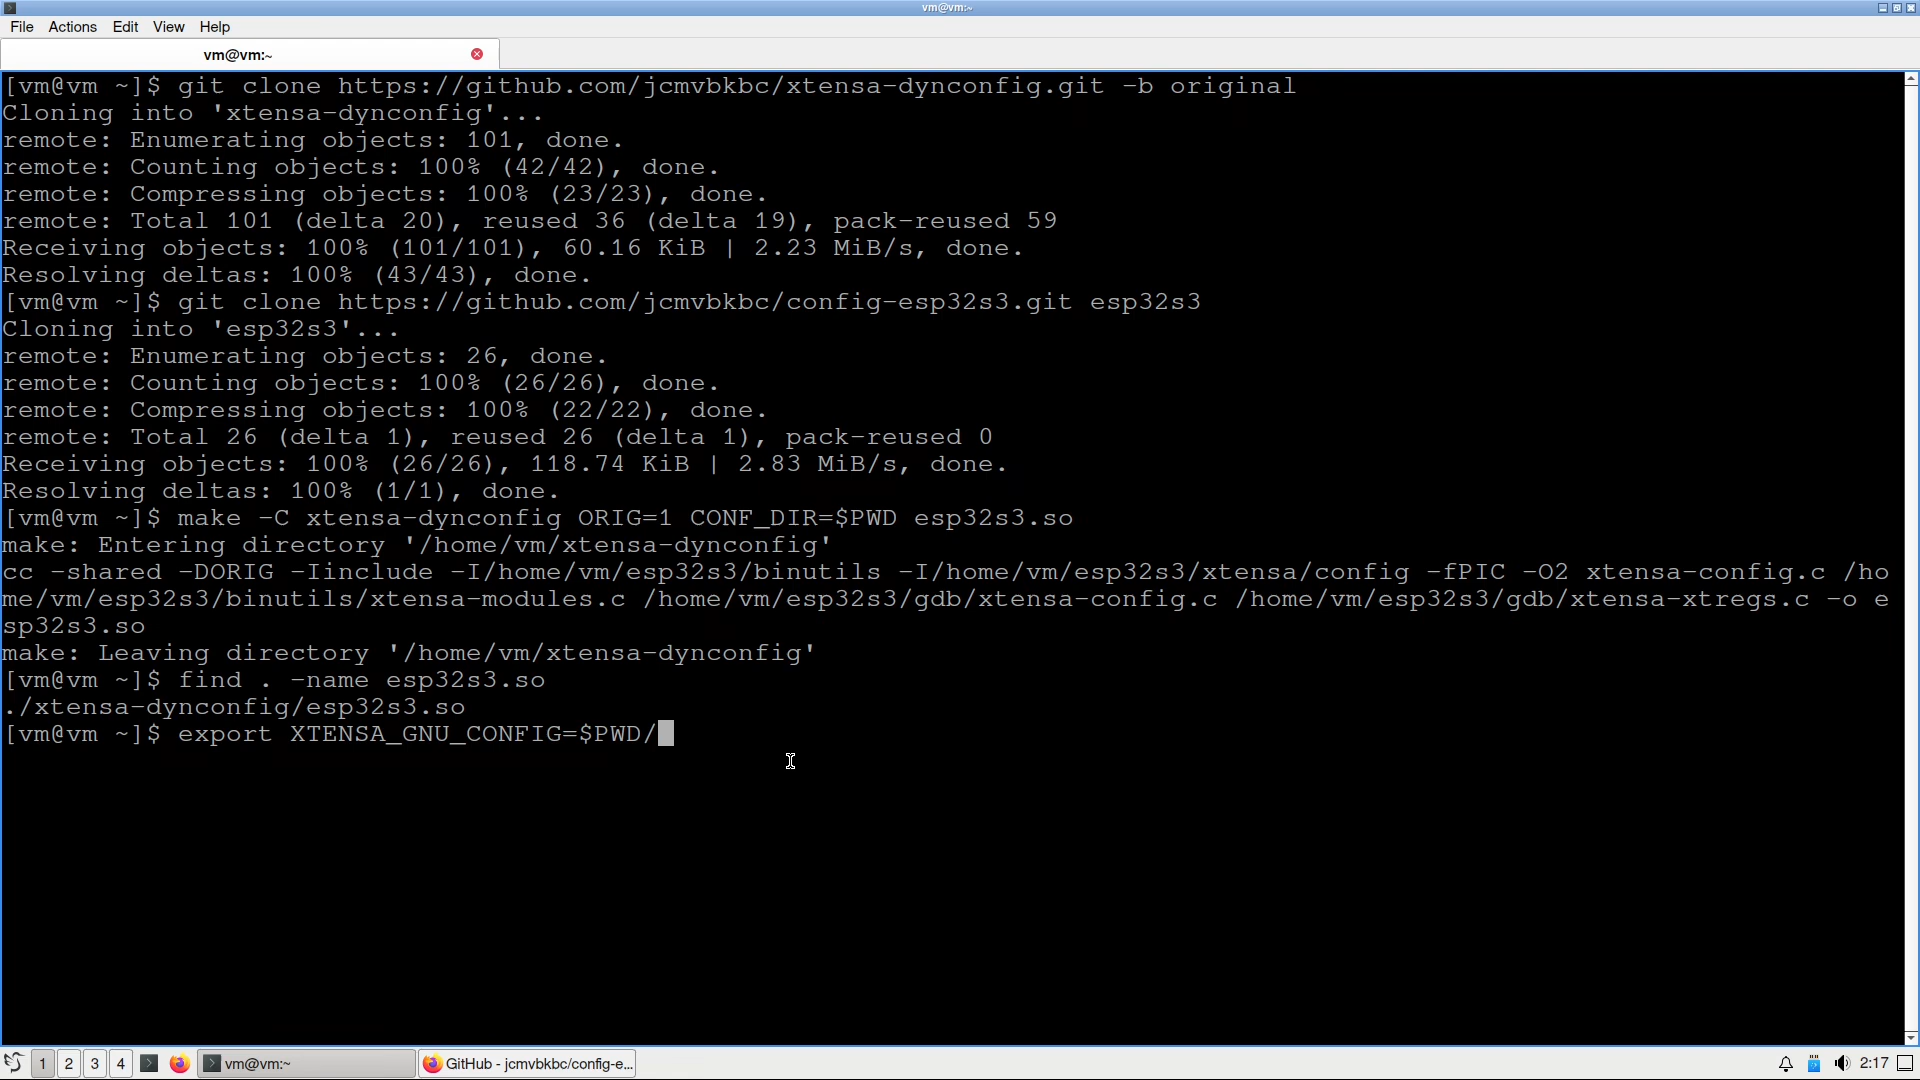 vm@vm:~
File Actions Edit View Help
vm@vm:~
[vm@vm ~]$ git clone https://github.com/jcmvbkbc/xtensa-dynconfig.git -b original
Cloning into 'xtensa-dynconfig'...
remote: Enumerating objects: 101, done.
remote: Counting objects: 100% (42/42), done.
remote: Compressing objects: 100% (23/23), done.
remote: Total 101 (delta 20), reused 36 (delta 19), pack-reused 59
Receiving objects: 100% (101/101), 60.16 KiB | 2.23 MiB/s, done.
Resolving deltas: 100% (43/43), done.
[vm@vm ~]$ git clone https://github.com/jcmvbkbc/config-esp32s3.git esp32s3
Cloning into 'esp32s3'...
remote: Enumerating objects: 26, done.
remote: Counting objects: 100% (26/26), done.
remote: Compressing objects: 100% (22/22), done.
remote: Total 26 (delta 1), reused 26 (delta 1), pack-reused 0
Receiving objects: 100% (26/26), 118.74 KiB | 2.83 MiB/s, done.
Resolving deltas: 100% (1/1), done.
[vm@vm ~]$ make -C xtensa-dynconfig ORIG=1 CONF_DIR=$PWD esp32s3.so
make: Entering directory '/home/vm/xtensa-dynconfig'
cc -shared -DORIG -Iinclude -I/home/vm/esp32s3/binutils -I/home/vm/esp32s3/xtensa/config -fPIC -O2 xtensa-config.c /ho
me/vm/esp32s3/binutils/xtensa-modules.c /home/vm/esp32s3/gdb/xtensa-config.c /home/vm/esp32s3/gdb/xtensa-xtregs.c -o e
sp32s3.so
make: Leaving directory '/home/vm/xtensa-dynconfig'
[vm@vm ~]$ find . -name esp32s3.so
./xtensa-dynconfig/esp32s3.so
[vm@vm ~]$ export XTENSA_GNU_CONFIG=$PWD/
1 2 3 4 vm@vm:~ GitHub - jcmvbkbc/config-e... 2:17